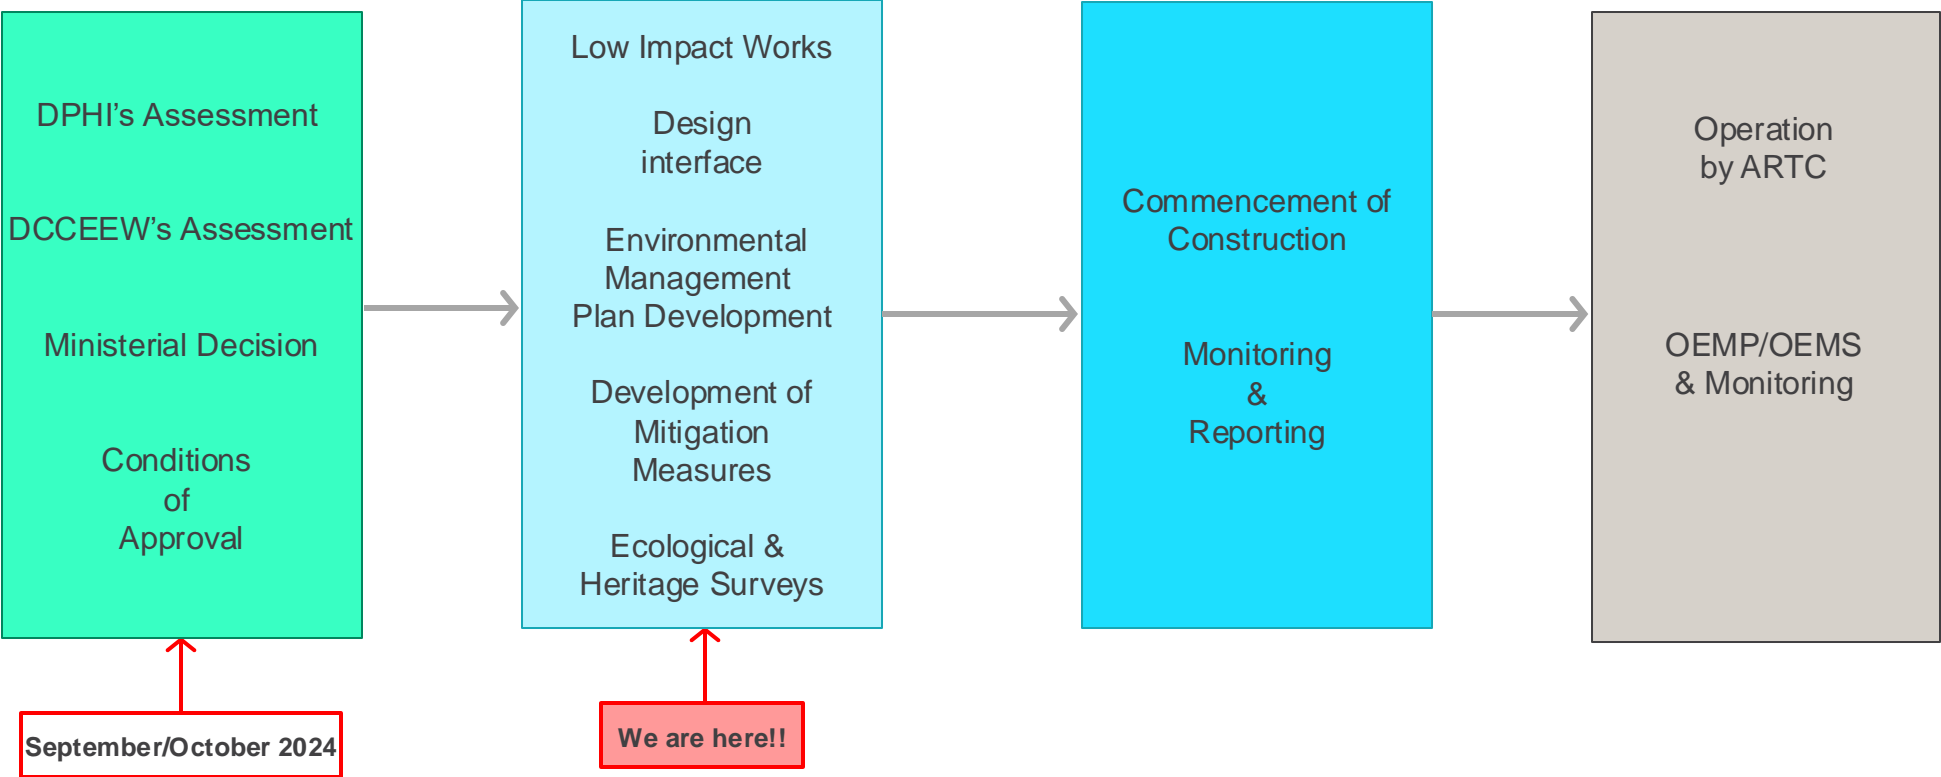 DPHI’s Assessment
DCCEEW’s Assessment
Ministerial Decision
Conditions
of
Approval
September/October 2024
Low Impact Works
Design
interface
Environmental
Management
Plan Development
Development of
Mitigation
Measures
Ecological &
Heritage Surveys
We are here!!
Commencement of
Construction
Monitoring
&
Reporting
Operation
by ARTC
OEMP/OEMS
& Monitoring